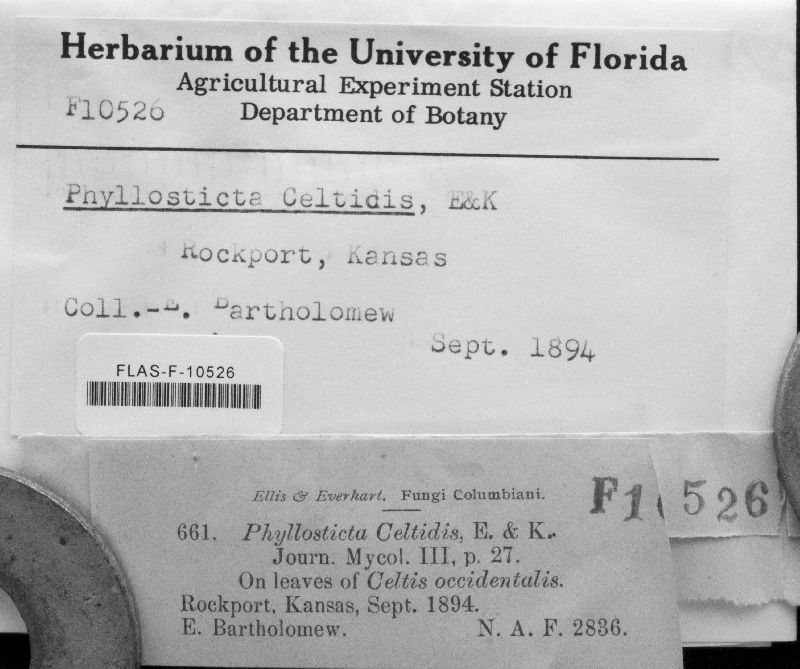 Herbarium of the University of Florida
Agricultural Experiment Station
F10526 Department of Botany
Phyllosticta Celtidis, E&K
Rockport, Kansas
Coll.-E. Bartholomew
Sept. 1894
FLAS-F-10526
Ellis & Everhart. Fungi Columbiani.
F1 526
661. Phyllosticta Celtidis, E. & K.
Journ. Mycol. III, p. 27.
On leaves of Celtis occidentalis.
Rockport, Kansas, Sept. 1894.
E. Bartholomew. N. A. F. 2836.